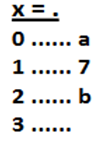 x = .
0 ...... a
1 ...... 7
2 ...... b
3 ......